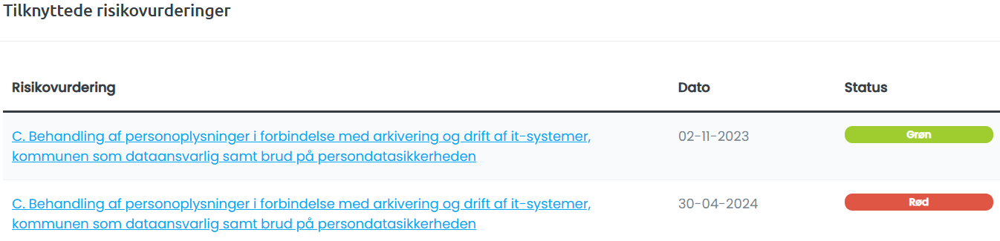 Tilknyttede risikovurderinger
Risikovurdering Dato Status
C. Behandling af personoplysninger i forbindelse med arkivering og drift af it-systemer, 02-11-2023 Grøn
kommunen som dataansvarlig samt brud på persondatasikkerheden
C. Behandling af personoplysninger i forbindelse med arkivering og drift af it-systemer, 30-04-2024 Rød
kommunen som dataansvarlig samt brud på persondatasikkerheden